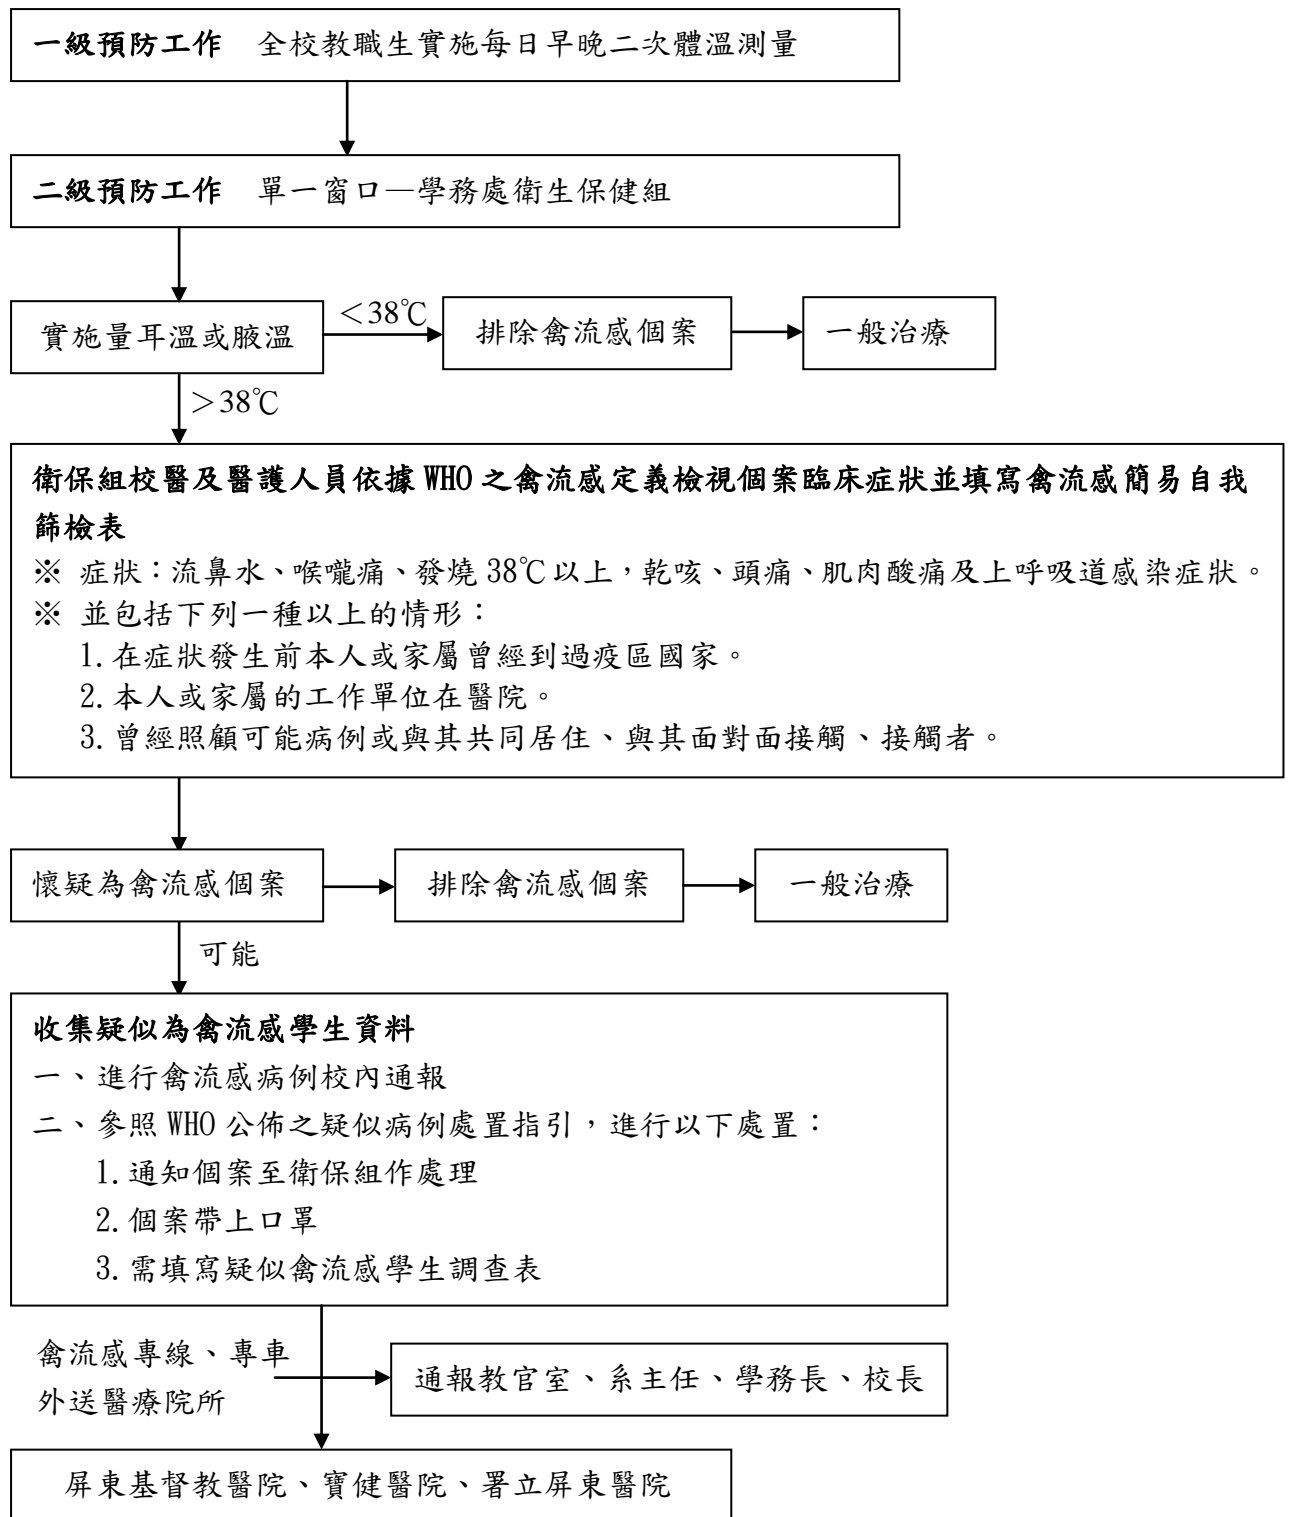 一級預防工作　全校教職生實施每日早晚二次體溫測量
二級預防工作　單一窗口—學務處衛生保健組
實施量耳溫或腋溫
＜38℃
排除禽流感個案
一般治療
＞38℃
衛保組校醫及醫護人員依據 WHO 之禽流感定義檢視個案臨床症狀並填寫禽流感簡易自我
篩檢表
※ 症狀：流鼻水、喉嚨痛、發燒 38℃以上，乾咳、頭痛、肌肉酸痛及上呼吸道感染症狀。
※ 並包括下列一種以上的情形：
1.在症狀發生前本人或家屬曾經到過疫區國家。
2.本人或家屬的工作單位在醫院。
3.曾經照顧可能病例或與其共同居住、與其面對面接觸、接觸者。
懷疑為禽流感個案
排除禽流感個案
一般治療
可能
收集疑似為禽流感學生資料
一、進行禽流感病例校內通報
二、參照 WHO 公佈之疑似病例處置指引，進行以下處置：
1.通知個案至衛保組作處理
2.個案帶上口罩
3.需填寫疑似禽流感學生調查表
禽流感專線、專車
外送醫療院所
通報教官室、系主任、學務長、校長
屏東基督教醫院、寶健醫院、署立屏東醫院